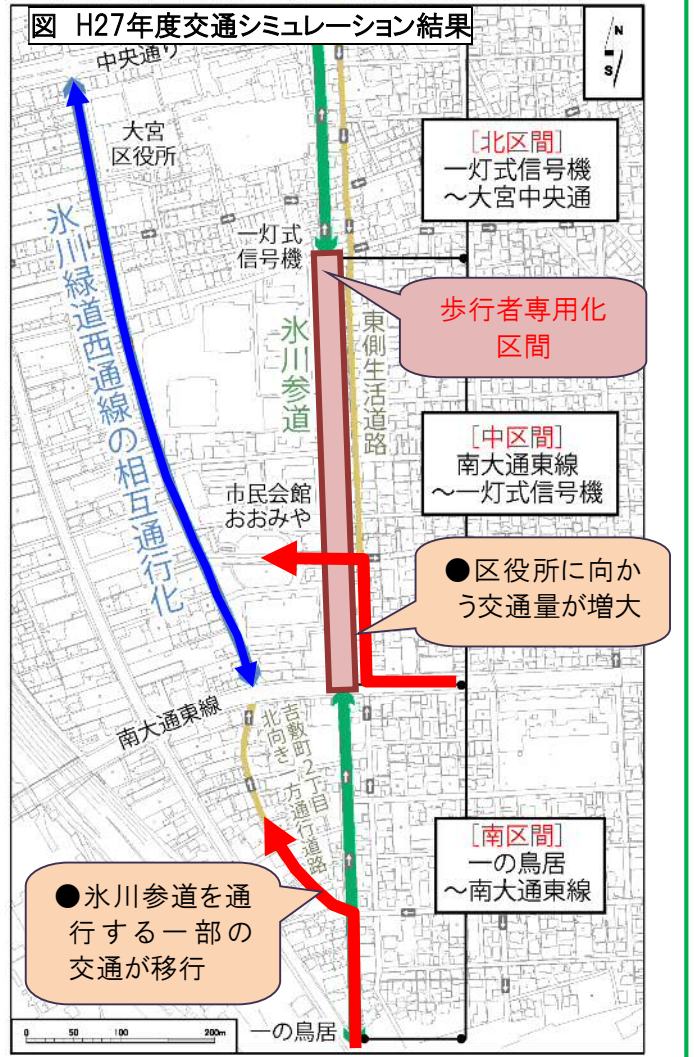 図 H27年度交通シミュレーション結果
N
S
中央通り
大宮
区役所
[北区間]
一灯式信号機
～大宮中央通
一灯式
信号機
歩行者専用化
区間
氷川緑道西通線の相互通行化
氷川参道
東側生活道路
[中区間]
南大通東線
～一灯式信号機
市民会館
おおみや
●区役所に向か
う交通量が増大
南大通東線
吉敷町2丁目
北向き一方通行道路
[南区間]
一の鳥居
～南大通東線
●氷川参道を通
行する一部の
交通が移行
0 50 100 200m
一の鳥居